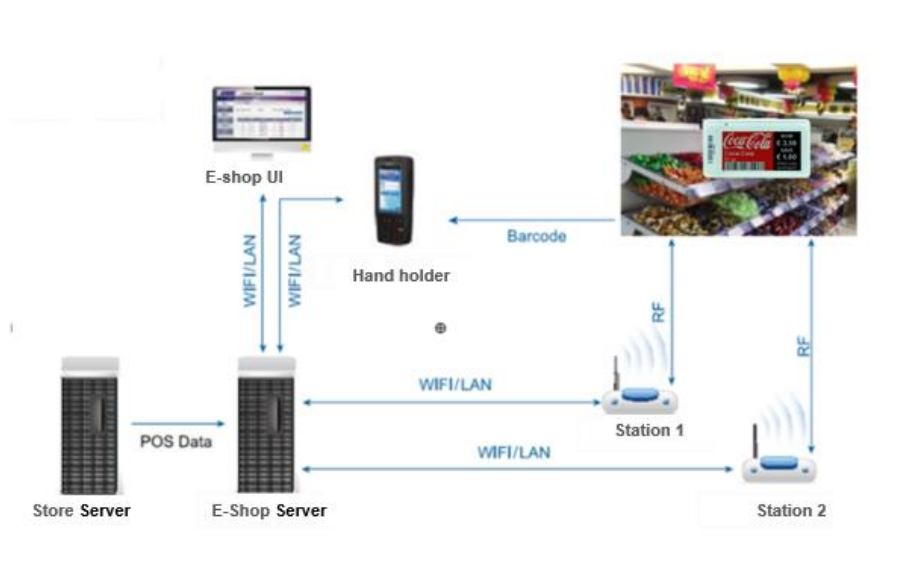 E-shop UI
WIFI/LAN
WIFI/LAN
Hand holder
Barcode
Coca-Cola
£ 1.00
RF
RF
WIFI/LAN
Station 1
POS Data
WIFI/LAN
Store Server
E-Shop Server
Station 2